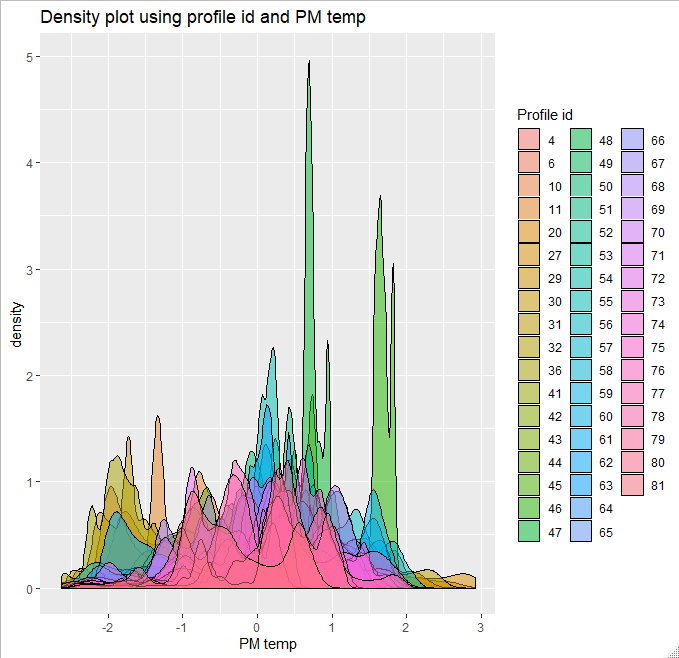 Density plot using profile id and PM temp
5
4
3
2
1
0
density
-2
-1
0
1
2
3
PM temp
Profile id
4 48 66
6 49 67
10 50 68
11 51 69
20 52 70
27 53 71
29 54 72
30 55 73
31 56 74
32 57 75
36 58 76
41 59 77
42 60 78
43 61 79
44 62 80
45 63 81
46 64
47 65